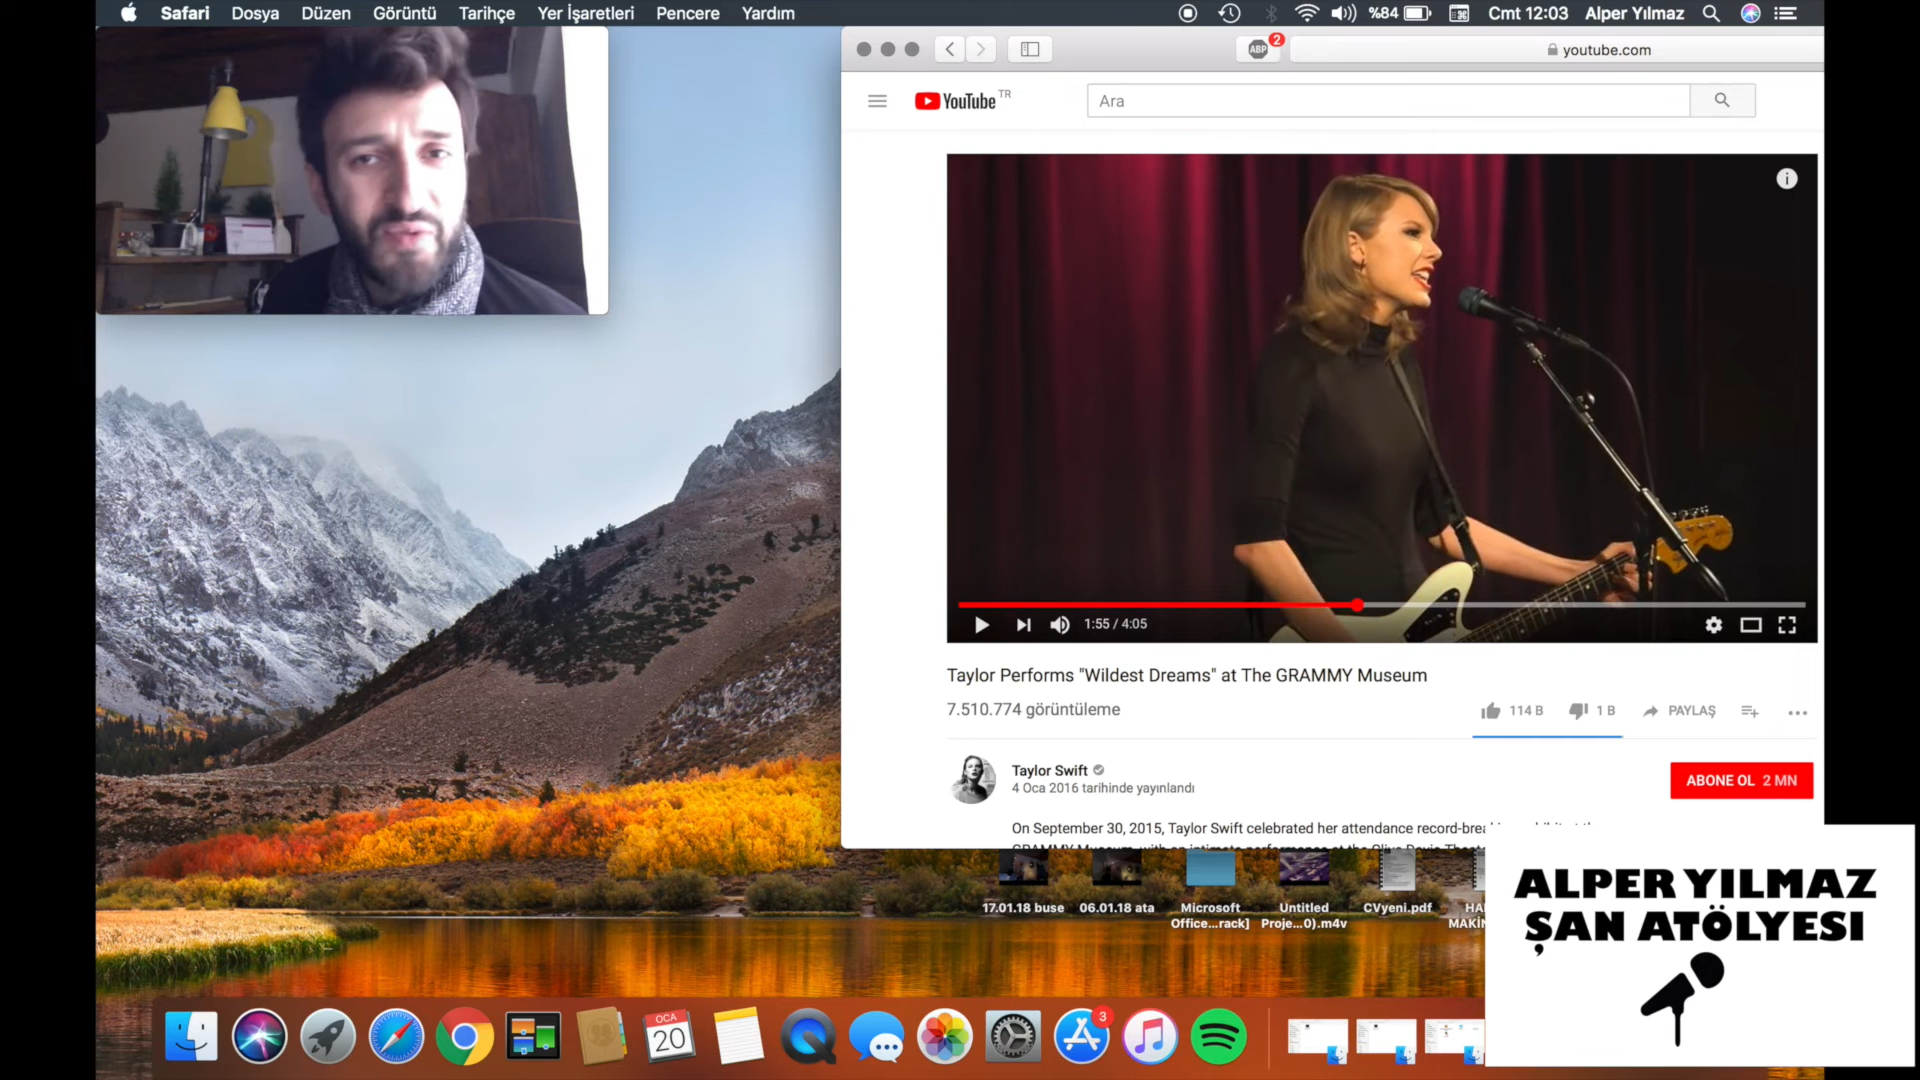 Safari Dosya Düzen Görüntü Tarihçe Yer İşaretleri Pencere Yardım
%84 Cmt 12:03 Alper Yılmaz
ABP 2
youtube.com
YouTube TR
Ara
1:55 / 4:05
Taylor Performs "Wildest Dreams" at The GRAMMY Museum
7.510.774 görüntüleme
114 B 1 B PAYLAŞ
Taylor Swift
4 Oca 2016 tarihinde yayınlandı
ABONE OL 2 MN
On September 30, 2015, Taylor Swift celebrated her attendance
17.01.18 buse
06.01.18 ata
Microsoft
Office...rack]
Untitled
Proje...0).m4v
CVyeni.pdf
ALPER YILMAZ
ŞAN ATÖLYESI
OCA
20
3